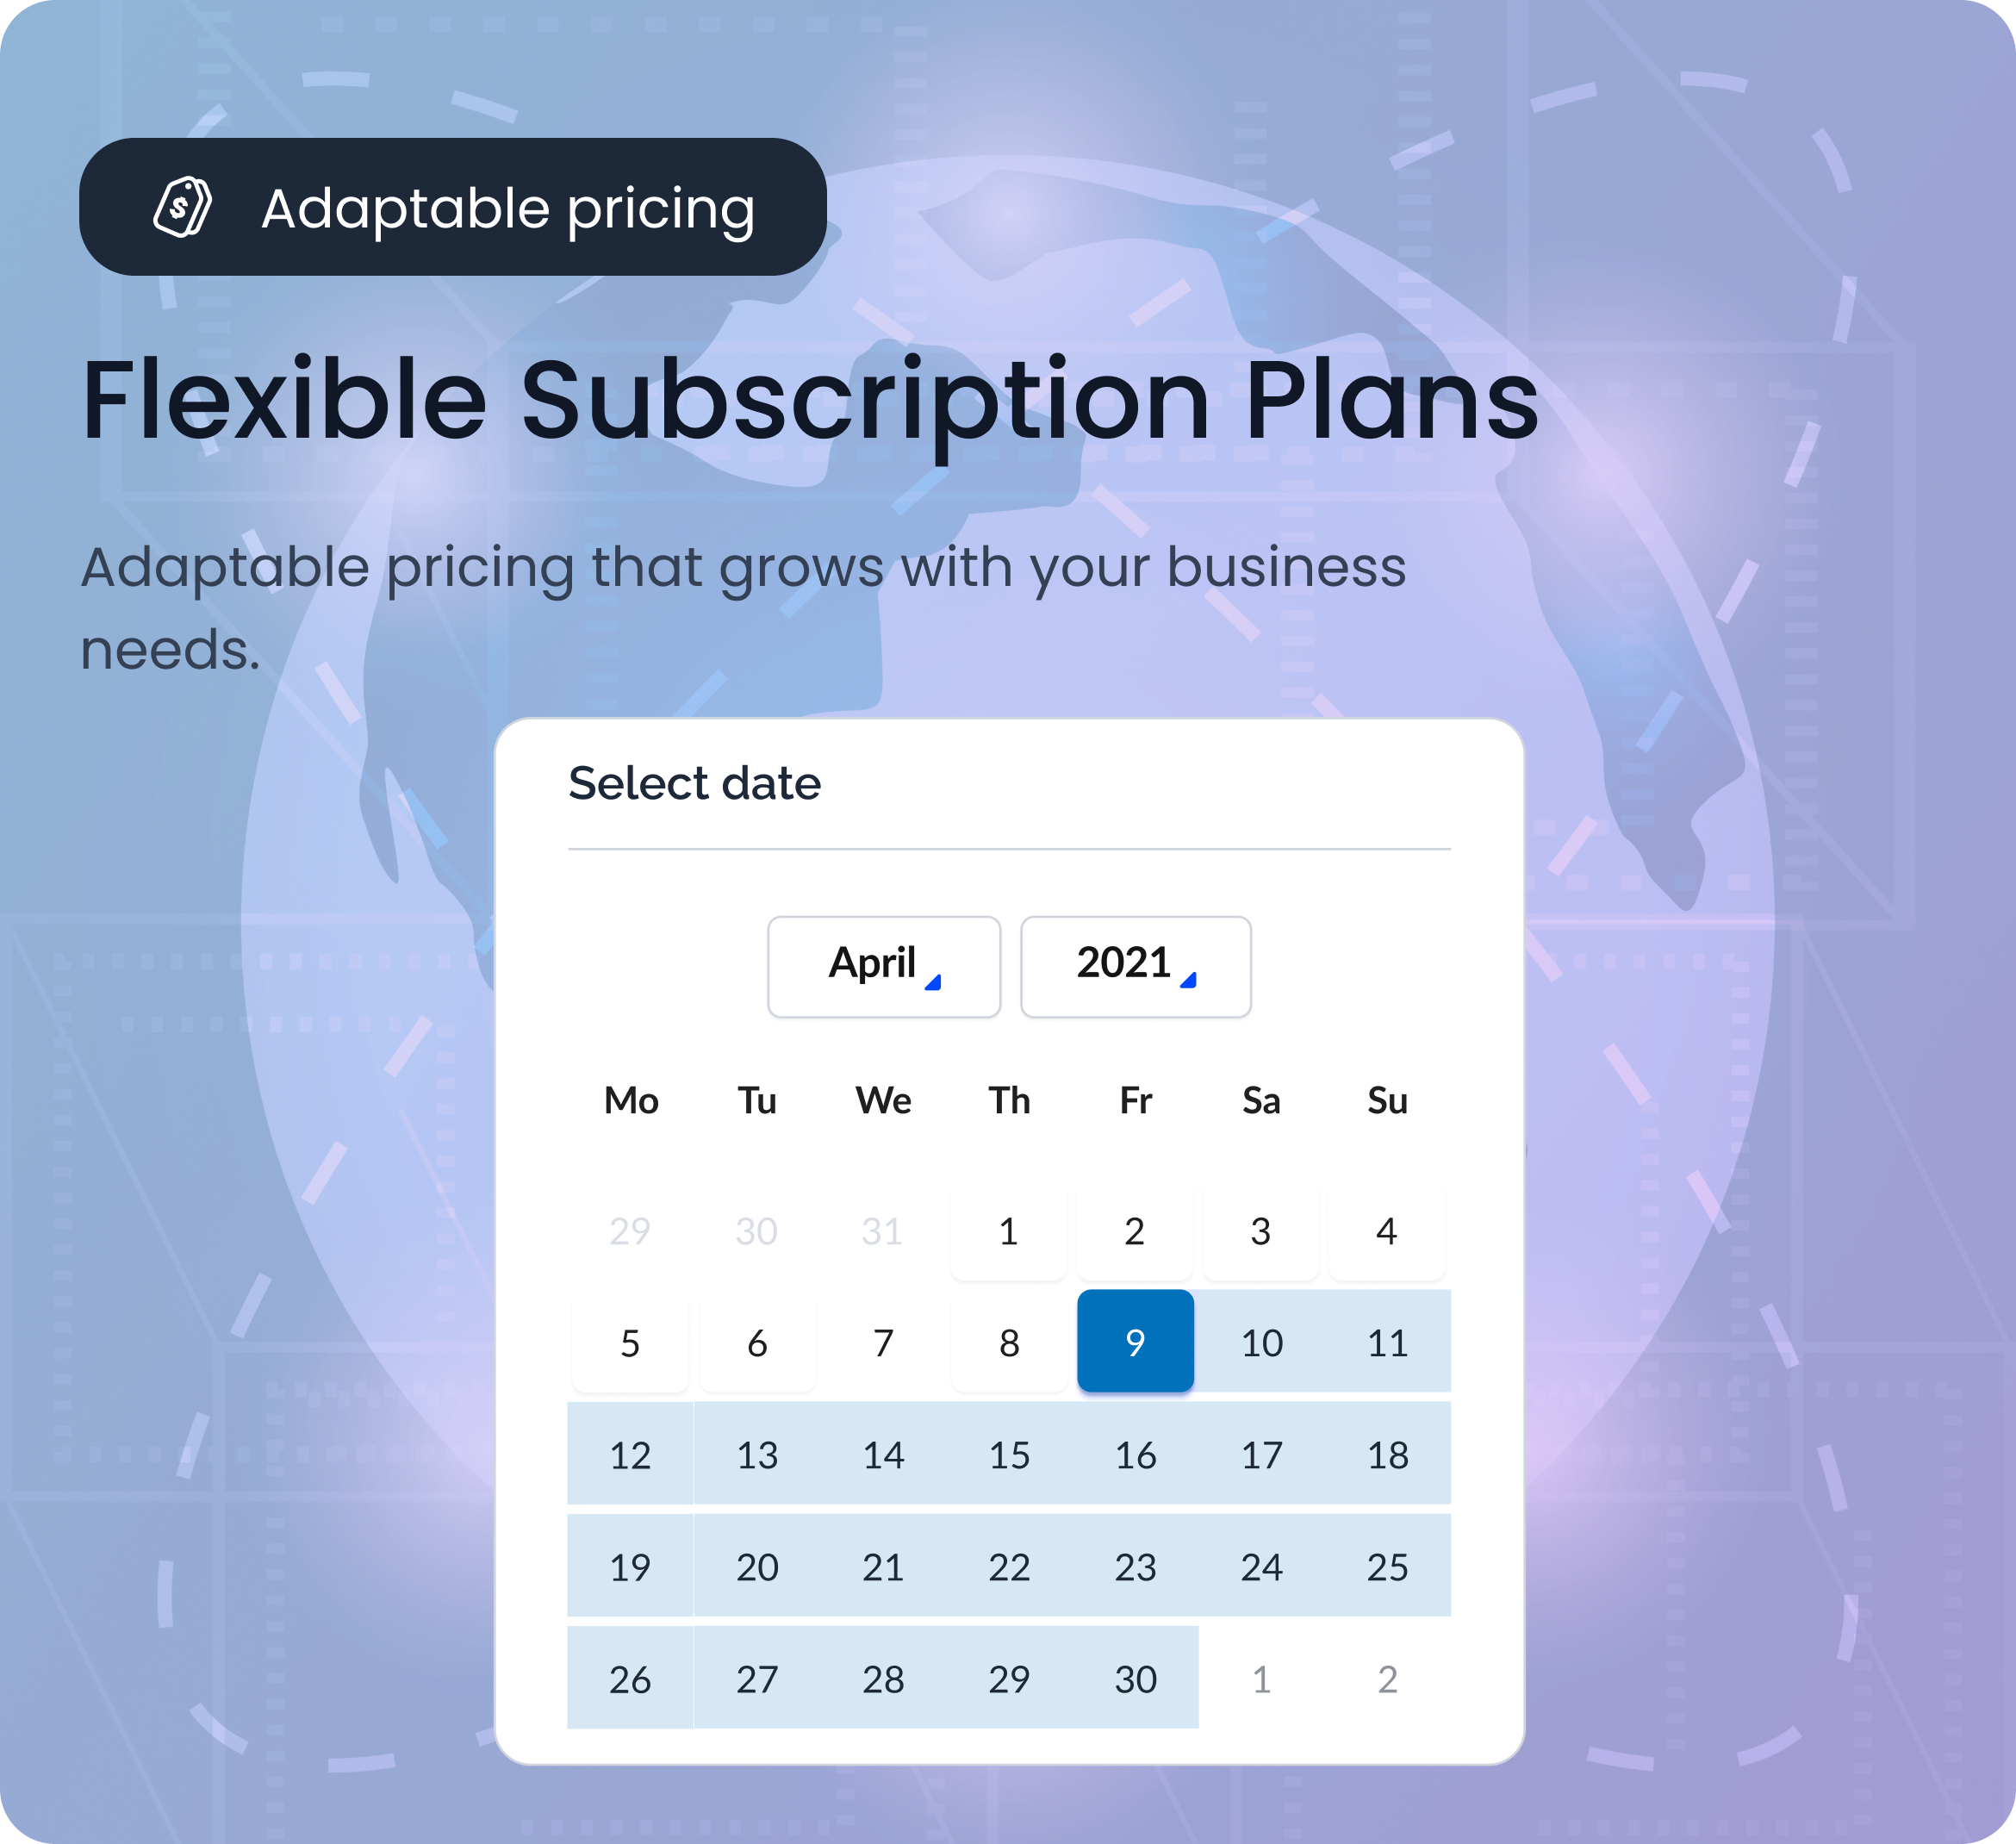 Adaptable pricing
Flexible Subscription Plans
Adaptable pricing that grows with your business
needs.
Select date
April 2021
Mo Tu We Th Fr Sa Su
29 30 31 1 2 3 4
5 6 7 8 9 10 11
12 13 14 15 16 17 18
19 20 21 22 23 24 25
26 27 28 29 30 1 2